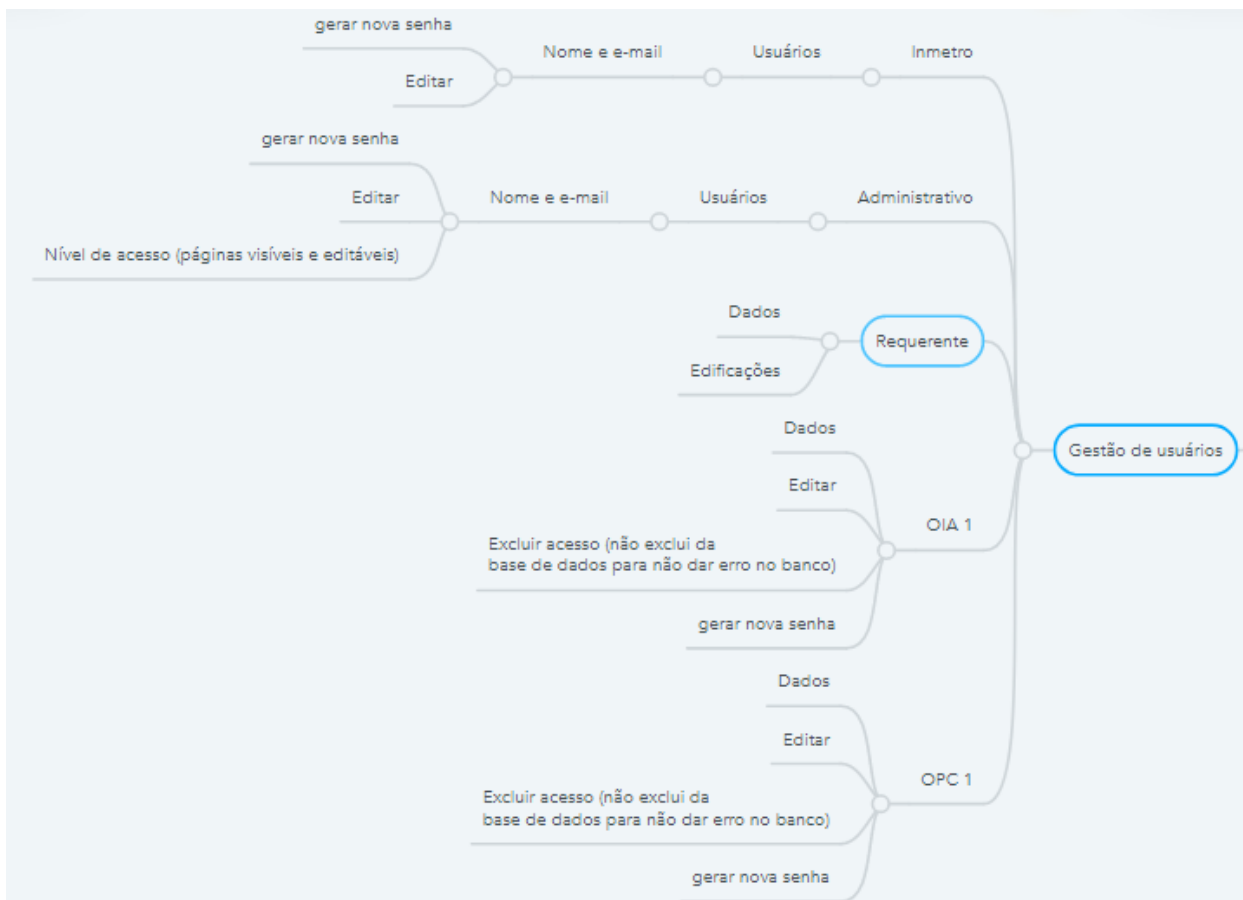 gerar nova senha
Nome e e-mail
Usuários
Inmetro
Editar
gerar nova senha
Editar
Nome e e-mail
Usuários
Administrativo
Nível de acesso (páginas visíveis e editáveis)
Dados
Requerente
Edificações
Dados
Gestão de usuários
Editar
OIA 1
Excluir acesso (não exclui da
base de dados para não dar erro no banco)
gerar nova senha
Dados
Editar
OPC 1
Excluir acesso (não exclui da
base de dados para não dar erro no banco)
gerar nova senha